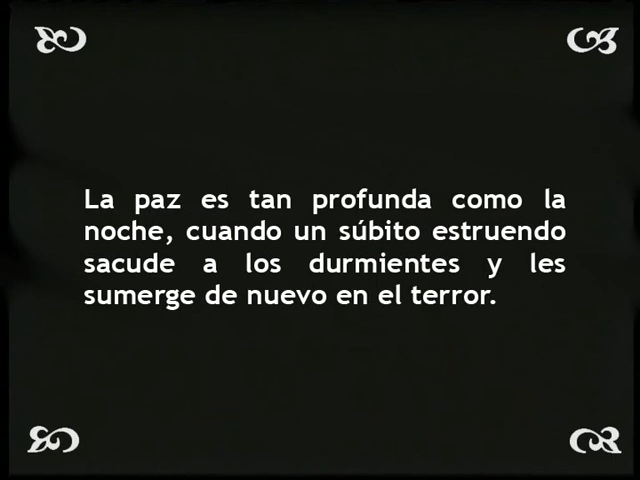 La paz es tan profunda como la
noche, cuando un súbito estruendo
sacude a los durmientes y les
sumerge de nuevo en el terror.